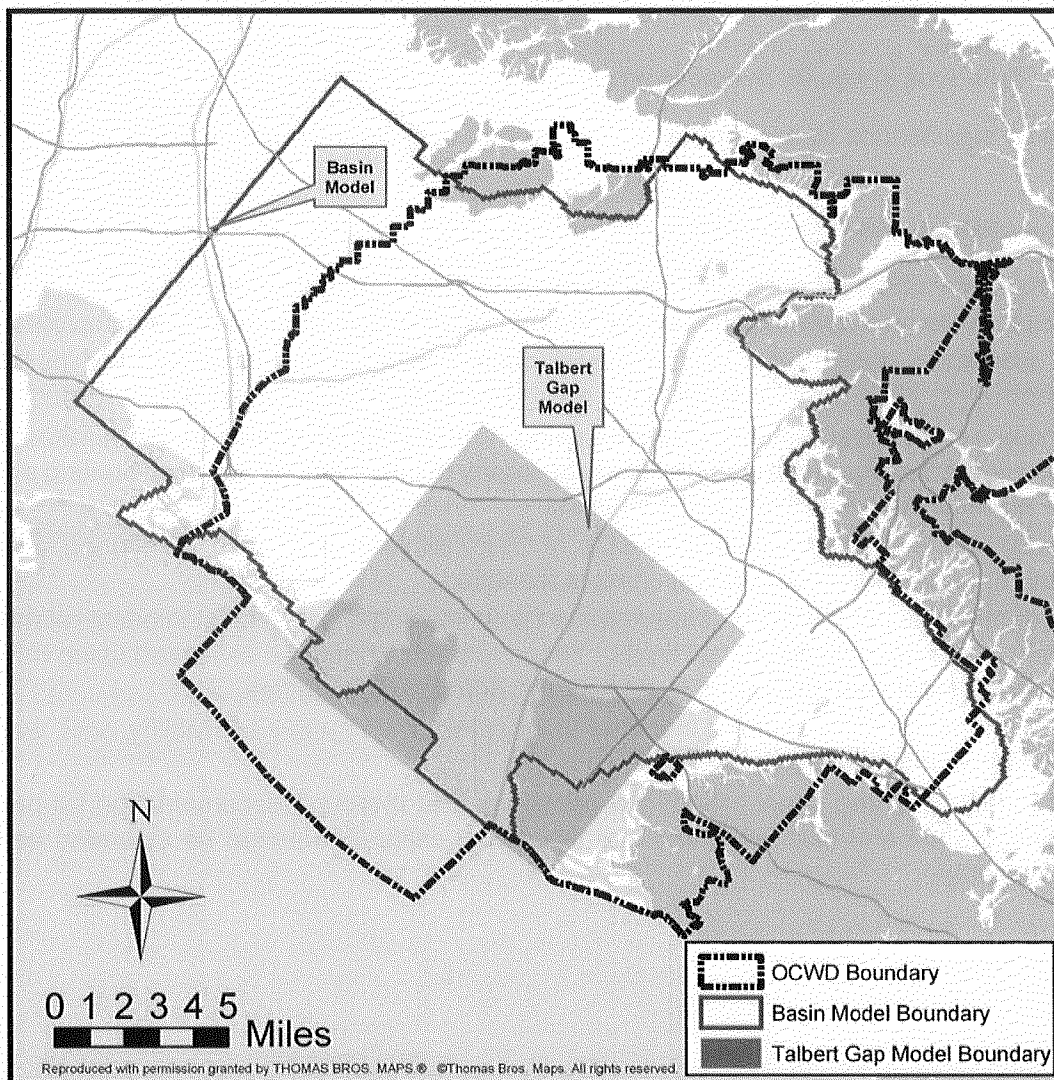 Basin
Model
Talbert
Gap
Model
N
0 1 2 3 4 5
Miles
OCWD Boundary
Basin Model Boundary
Talbert Gap Model Boundary
Reproduced with permission granted by THOMAS BROS. MAPS ® ©Thomas Bros. Maps. All rights reserved.